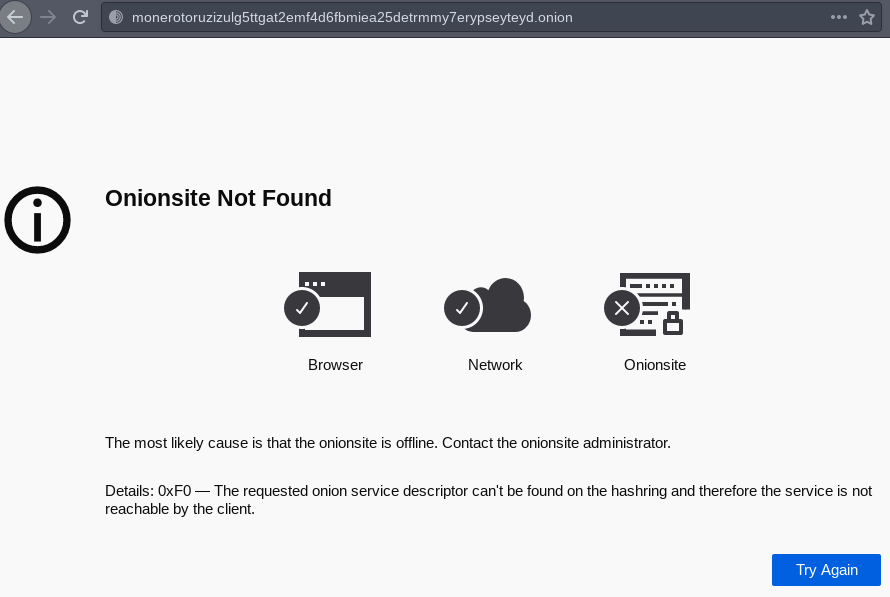 monerotoruzizulg5ttgat2emf4d6fbmiea25detrmmy7erypseyteyd.onion
Onionsite Not Found
Browser Network Onionsite
The most likely cause is that the onionsite is offline. Contact the onionsite administrator.
Details: 0xF0 — The requested onion service descriptor can't be found on the hashring and therefore the service is not
reachable by the client.
Try Again